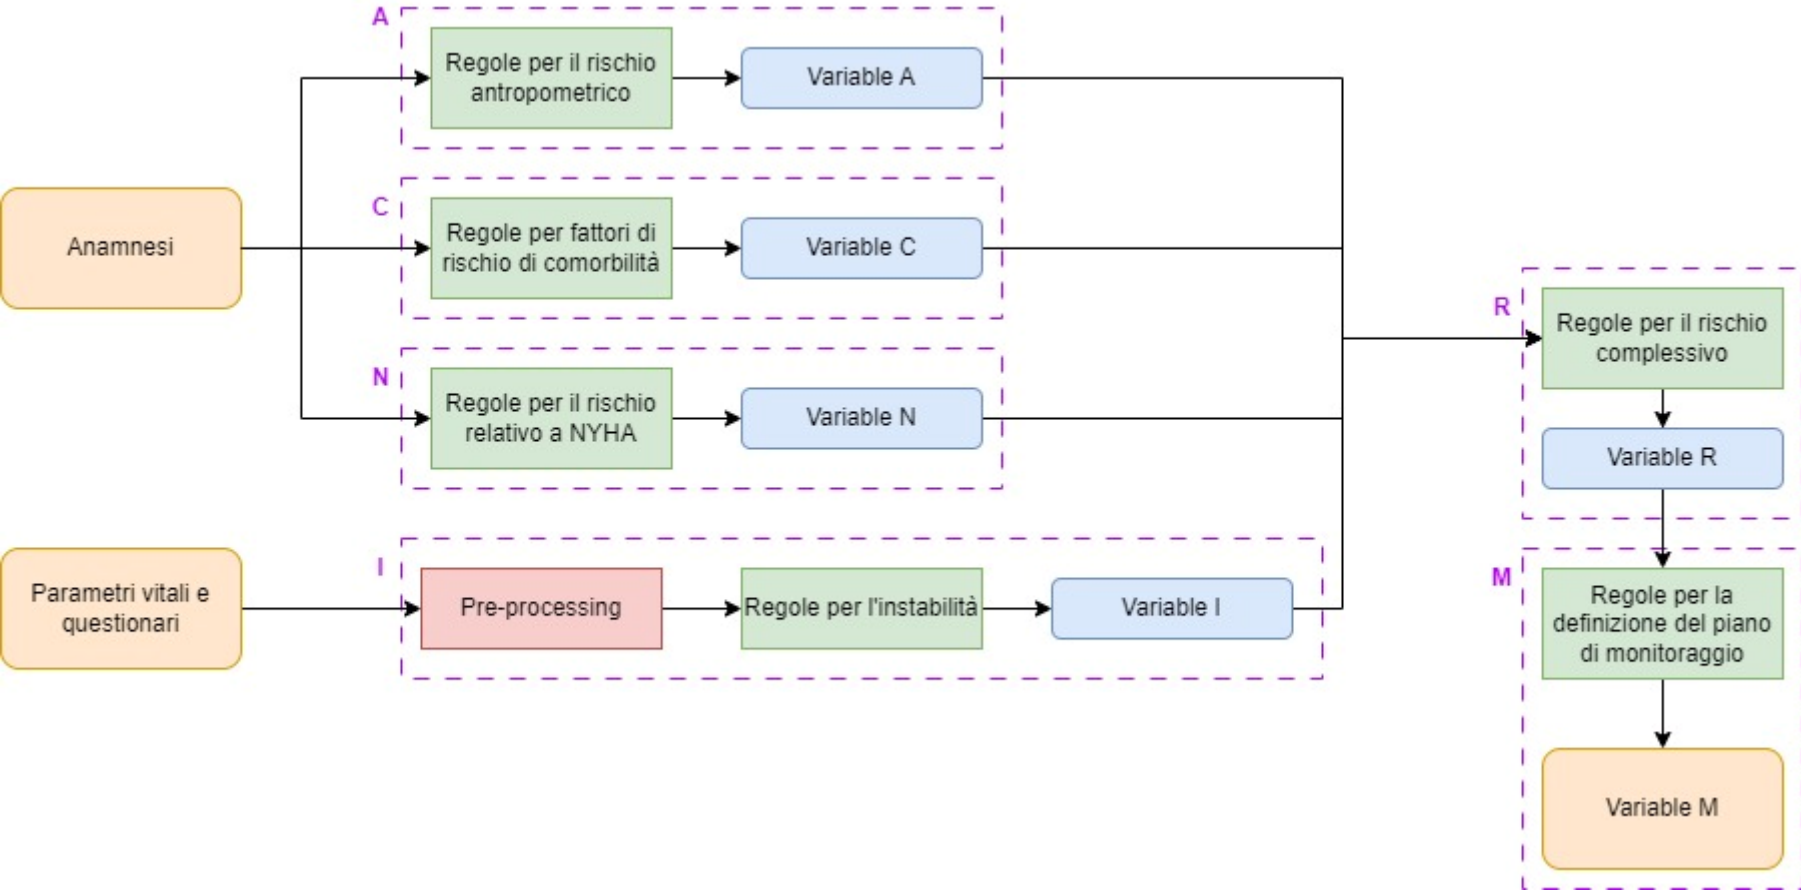 A
Regole per il rischio
antropometrico
Variable A
C
Regole per fattori di
rischio di comorbilità
Variable C
Anamnesi
N
Regole per il rischio
relativo a NYHA
Variable N
I
Parametri vitali e
questionari
Pre-processing
Regole per l'instabilità
Variable I
R
Regole per il rischio
complessivo
Variable R
M
Regole per la
definizione del piano
di monitoraggio
Variable M